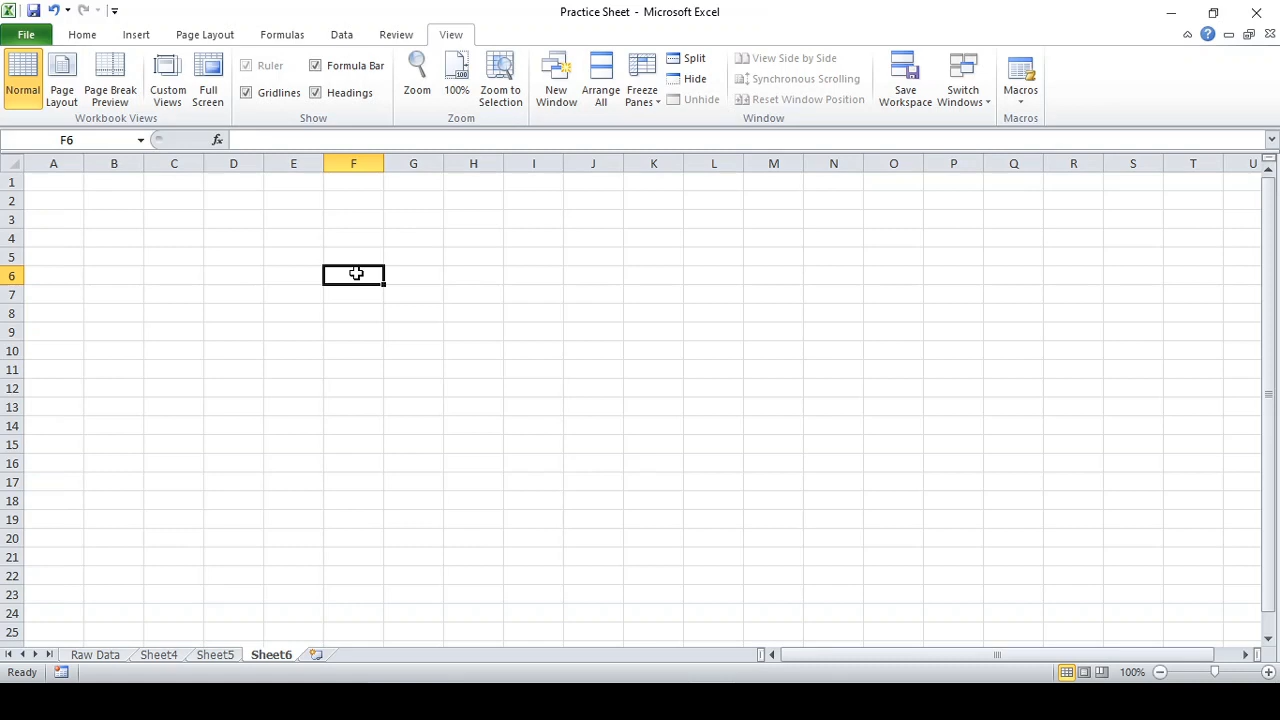 Practice Sheet - Microsoft Excel
File Home Insert Page Layout Formulas Data Review View
Normal
Page Layout
Page Break Preview
Custom Views
Full Screen
Workbook Views
Ruler
Formula Bar
Gridlines
Headings
Show
Zoom
100%
Zoom to Selection
Zoom
New Window
Arrange All
Freeze Panes
Split
Hide
Unhide
View Side by Side
Synchronous Scrolling
Reset Window Position
Window
Save Workspace
Switch Windows
Macros
Macros
F6 fx
A B C D E F G H I J K L M N O P Q R S T U
1
2
3
4
5
6
7
8
9
10
11
12
13
14
15
16
17
18
19
20
21
22
23
24
25
Raw Data Sheet4 Sheet5 Sheet6
Ready 100%